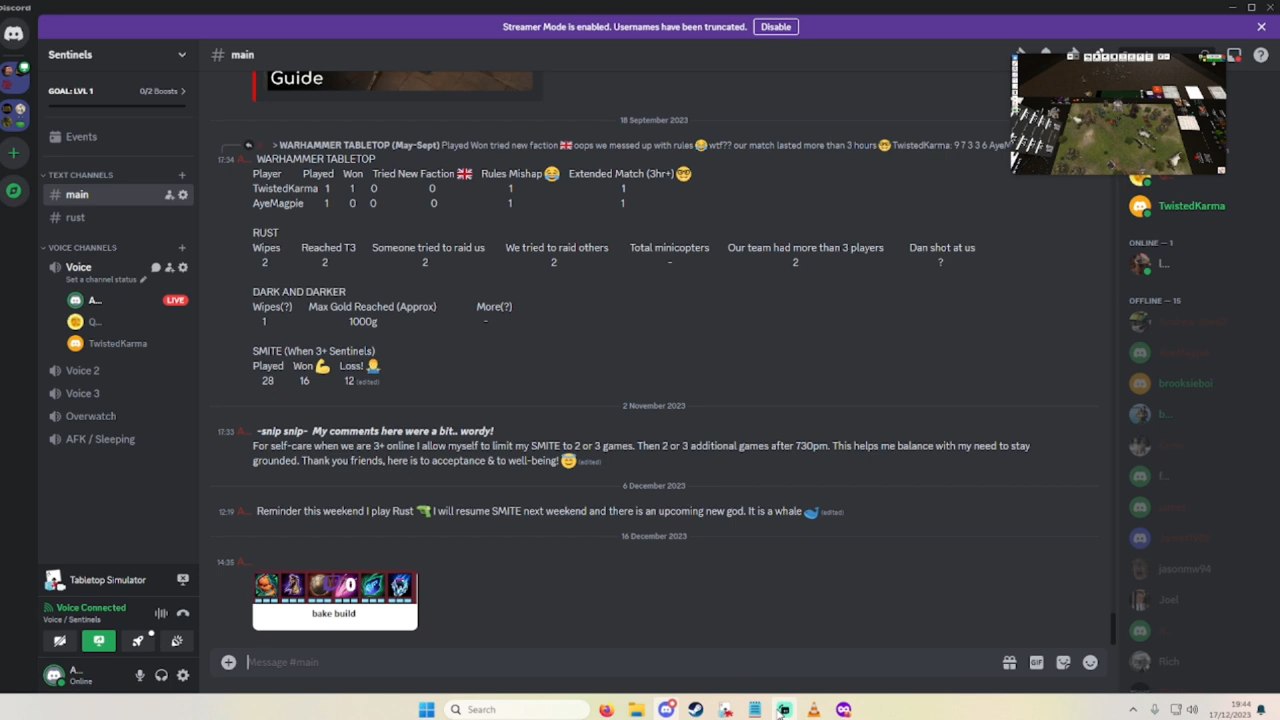 Discord
Streamer Mode is enabled. Usernames have been truncated. Disable
Sentinels
# main
GOAL: LVL 1 0/2 Boosts >
Events
TEXT CHANNELS
main
rust
VOICE CHANNELS
Voice
Set a channel status
A... LIVE
Q...
TwistedKarma
Voice 2
Voice 3
Overwatch
AFK / Sleeping
Tabletop Simulator
Voice Connected
Voice / Sentinels
A...
Online
Guide
18 September 2023
> WARHAMMER TABLETOP (May-Sept) Played Won tried new faction 🇬🇧 oops we messed up with rules 😂 wtf?? our match lasted more than 3 hours 🤓 TwistedKarma: 9 7 3 3 6
17:34 A... WARHAMMER TABLETOP
Player Played Won Tried New Faction 🇬🇧 Rules Mishap 😂 Extended Match (3hr+) 🤓
TwistedKarma 1 1 0 0 1 1
AyeMagpie 1 0 0 0 1 1
RUST
Wipes Reached T3 Someone tried to raid us We tried to raid others Total minicopters Our team had more than 3 players Dan shot at us
2 2 2 2 - 2 ?
DARK AND DARKER
Wipes(?) Max Gold Reached (Approx) More(?)
1 1000g -
SMITE (When 3+ Sentinels)
Played Won 💪 Loss! 🤷
28 16 12 (edited)
2 November 2023
17:33 A... -snip snip- My comments here were a bit.. wordy!
For self-care when we are 3+ online I allow myself to limit my SMITE to 2 or 3 games. Then 2 or 3 additional games after 730pm. This helps me balance with my need to stay
grounded. Thank you friends, here is to acceptance & to well-being! 😇 (edited)
6 December 2023
12:19 A... Reminder this weekend I play Rust 🔫 I will resume SMITE next weekend and there is an upcoming new god. It is a whale 🐋 (edited)
16 December 2023
14:35 A...
bake build
Message #main
GIF
TwistedKarma
ONLINE — 1
I...
OFFLINE — 15
brooksieboi
b...
f...
jasonmw94
Joel
Rich
Search
19:44
17/12/2023